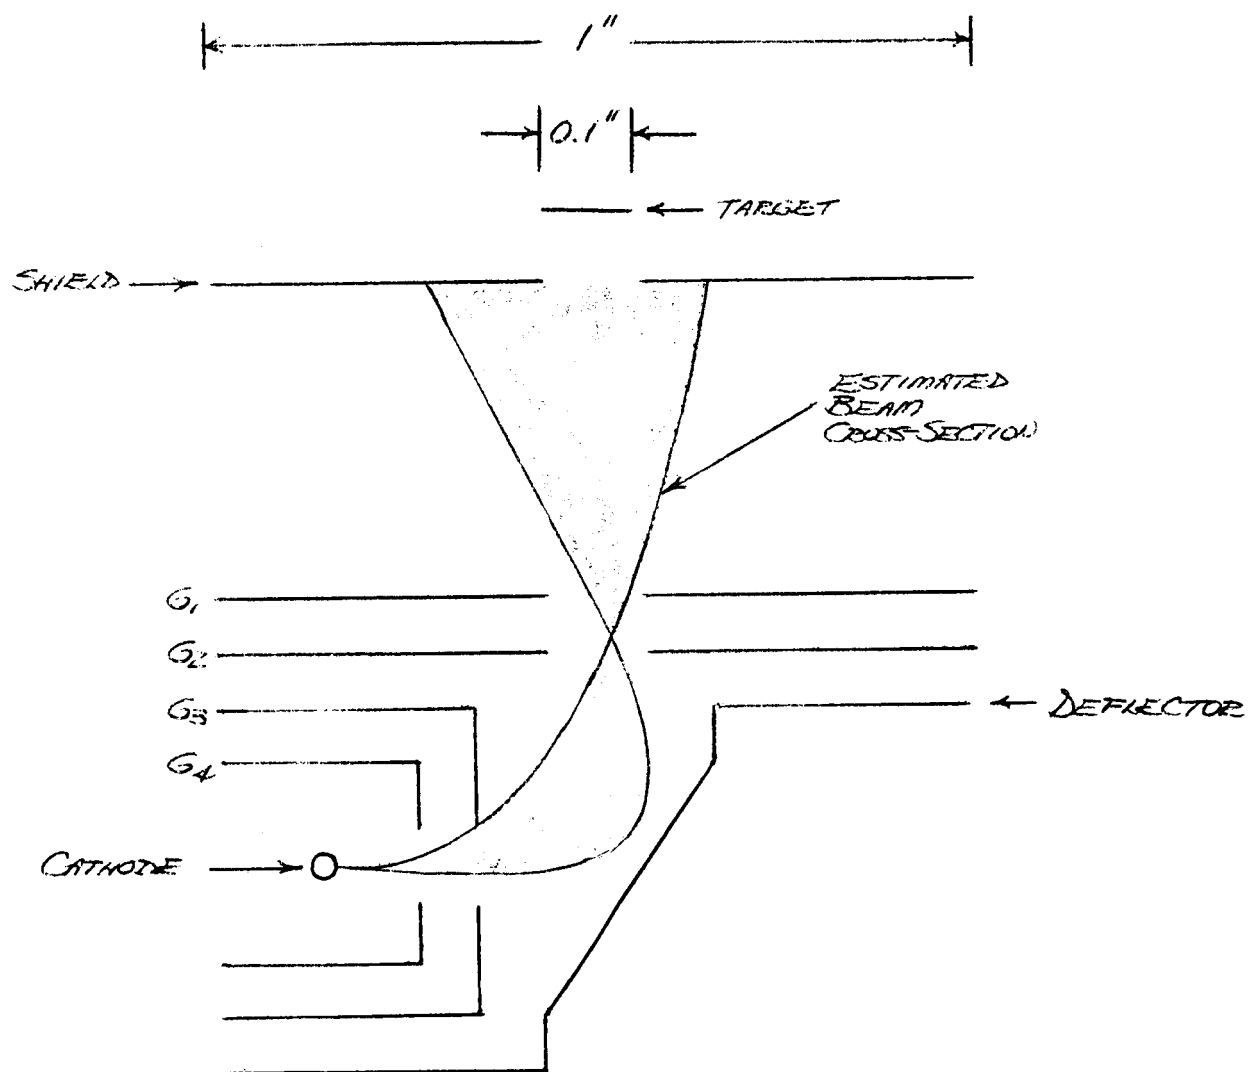 1"
0.1"
TARGET
SHIELD
ESTIMATED
BEAM
CROSS-SECTION
G1
G2
G3
DEFLECTOR
G4
CATHODE